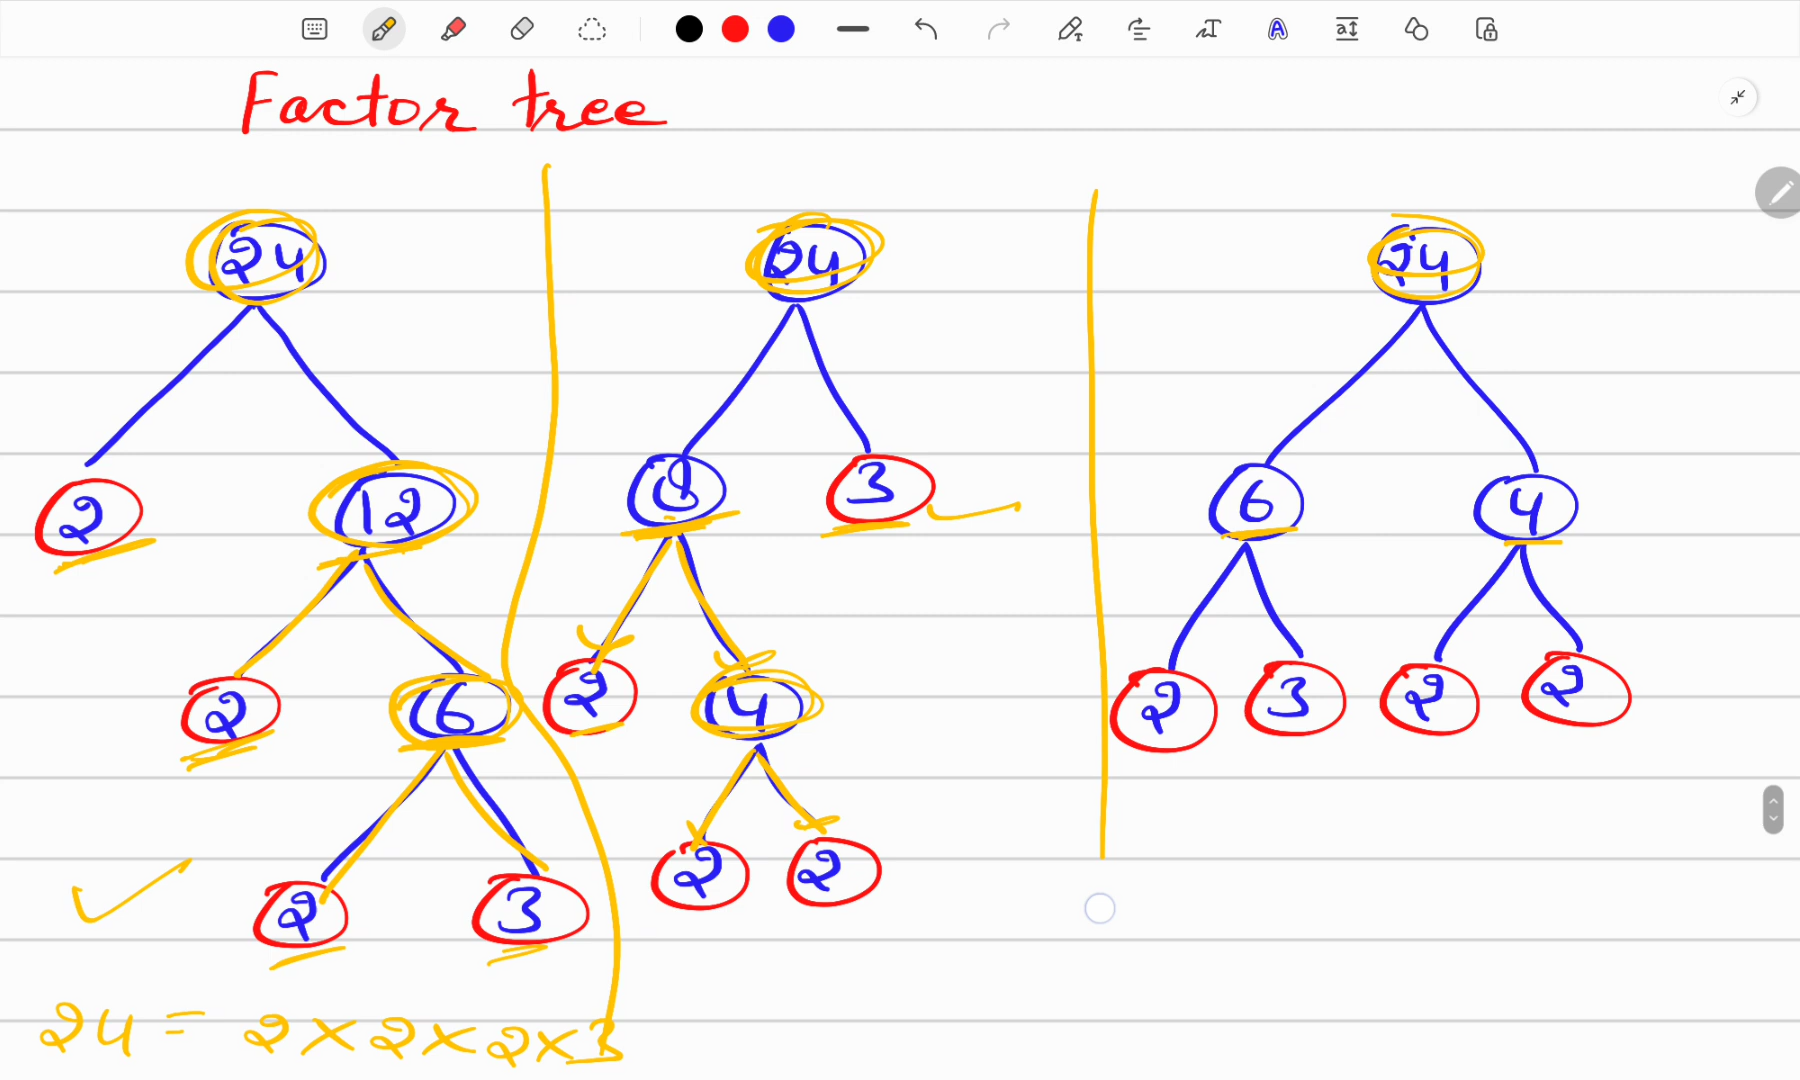 Factor tree
24 24 24
2 12 8 3 6 4
2 6 2 4 2 3 2 2
2 3 2 2
24 = 2 × 2 × 2 × 3